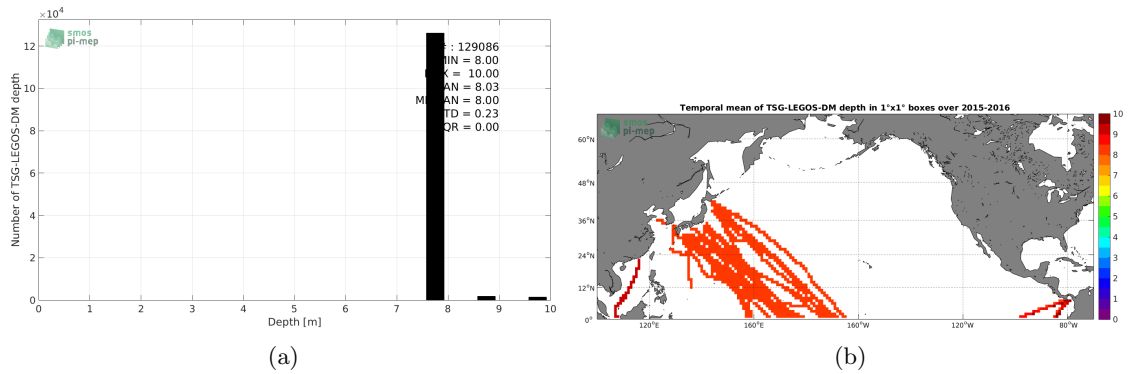 ×10⁴
smos
pi-mep
12
10
8
6
4
2
0
: 129086
MIN = 8.00
X = 10.00
AN = 8.03
M AN = 8.00
TD = 0.23
QR = 0.00
Number of TSG-LEGOS-DM depth
0 1 2 3 4 5 6 7 8 9 10
Depth [m]
(a)
Temporal mean of TSG-LEGOS-DM depth in 1°x1° boxes over 2015-2016
smos
pi-mep
60°N
48°N
36°N
24°N
12°N
0°
120°E 160°E 160°W 120°W 80°W
10
9
8
7
6
5
4
3
2
1
0
(b)